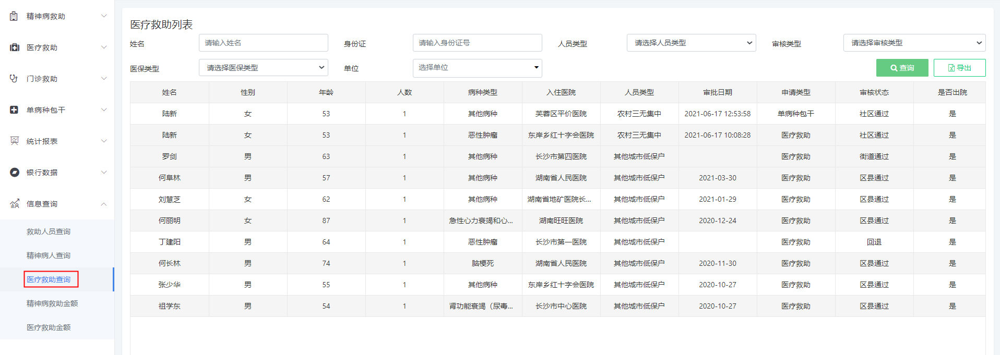 精神病救助
医疗救助
门诊救助
单病种包干
统计报表
银行数据
信息查询
救助人员查询
精神病人查询
医疗救助查询
精神病救助金额
医疗救助金额
医疗救助列表
姓名 请输入姓名 身份证 请输入身份证号 人员类型 请选择人员类型 审核类型 请选择审核类型
医保类型 请选择医保类型 单位 选择单位 查询 导出
姓名 性别 年龄 人数 病种类型 入住医院 人员类型 审批日期 申请类型 审核状态 是否出院
陆新 女 53 1 其他病种 芙蓉区平价医院 农村三无集中 2021-06-17 12:53:58 单病种包干 社区通过 是
陆新 女 53 1 恶性肿瘤 东岸乡红十字会医院 农村三无集中 2021-06-17 10:08:28 医疗救助 社区通过 是
罗剑 男 63 1 其他病种 长沙市第四医院 其他城市低保户 医疗救助 街道通过 是
何阜林 男 57 1 其他病种 湖南省人民医院 其他城市低保户 2021-03-30 医疗救助 区县通过 是
刘慧芝 女 62 1 其他病种 湖南省地矿医院长... 其他城市低保户 2021-01-29 医疗救助 区县通过 是
何丽明 女 87 1 急性心力衰竭和心... 湖南旺旺医院 其他城市低保户 2020-12-24 医疗救助 区县通过 是
丁建阳 男 64 1 恶性肿瘤 长沙市第一医院 其他城市低保户 医疗救助 回退 是
何长林 男 74 1 脑梗死 湖南省人民医院 其他城市低保户 2020-11-30 医疗救助 区县通过 是
张少华 男 55 1 其他病种 东岸乡红十字会医院 其他城市低保户 2020-10-27 医疗救助 区县通过 是
祖学东 男 54 1 肾功能衰竭（尿毒... 长沙市中心医院 其他城市低保户 2020-10-27 医疗救助 区县通过 是